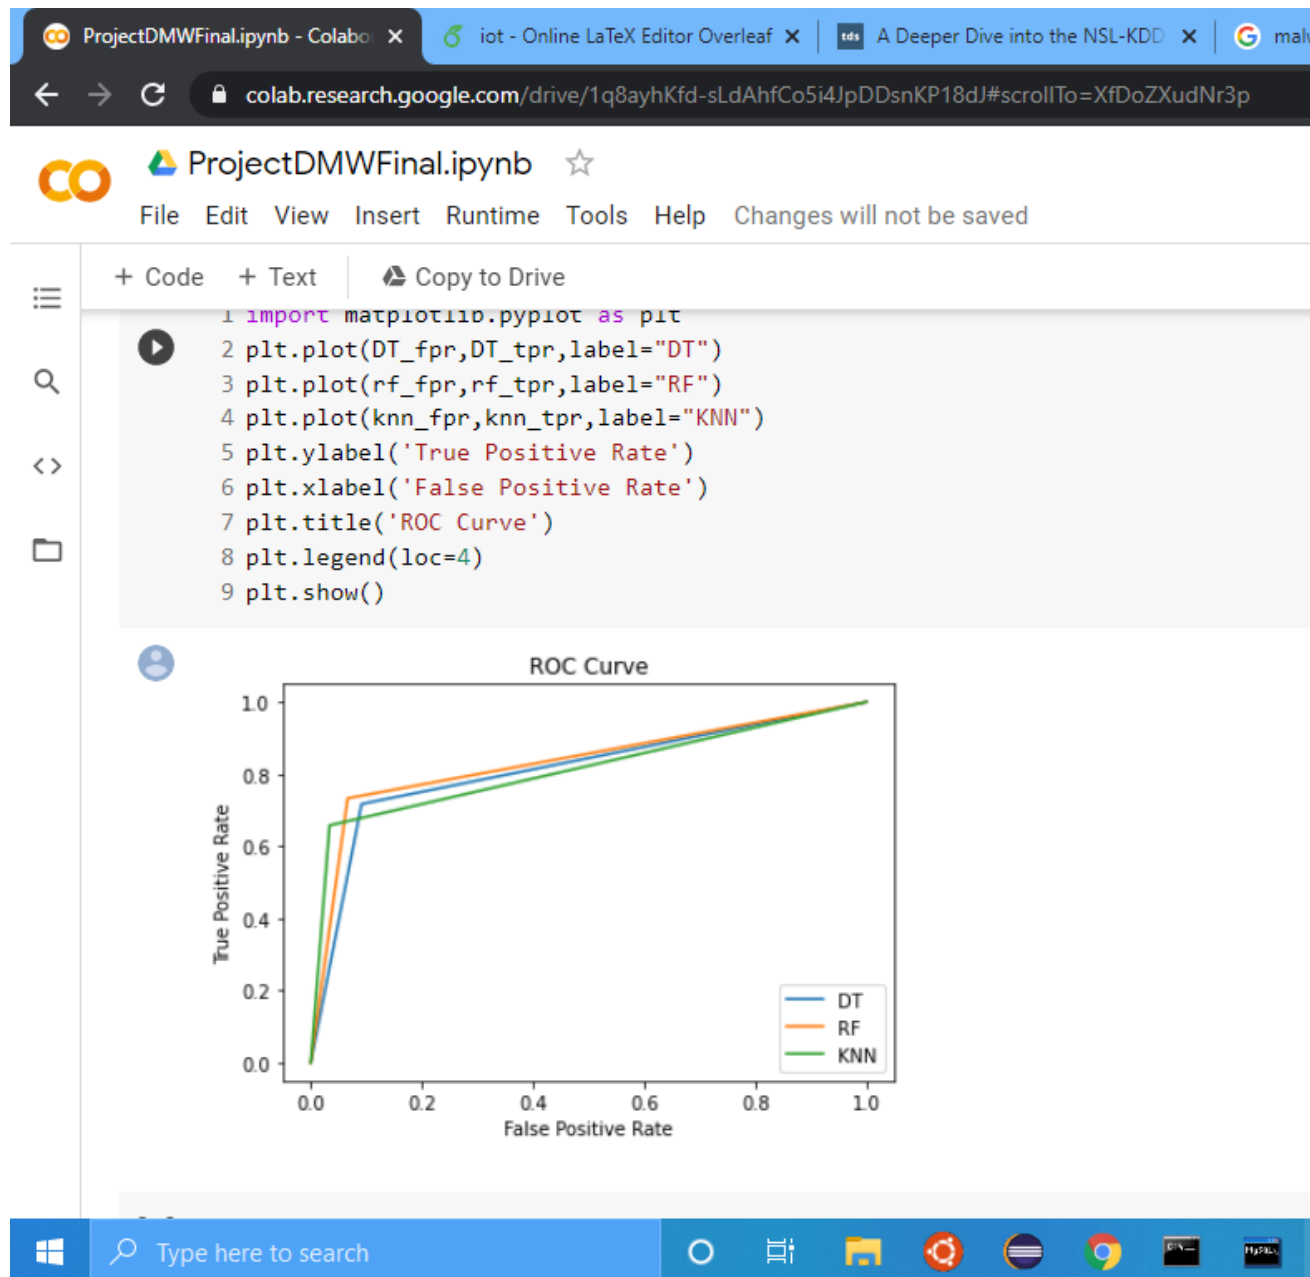 ProjectDMWFinal.ipynb - Colabo
iot - Online LaTeX Editor Overleaf
tds
A Deeper Dive into the NSL-KDD
G
colab.research.google.com/drive/1q8ayhKfd-sLdAhfCo5i4JpDDsnKP18dJ#scrollTo=XfDoZXudNr3p
CO
ProjectDMWFinal.ipynb
File Edit View Insert Runtime Tools Help Changes will not be saved
+ Code + Text Copy to Drive
1 import matplotlib.pyplot as plt
2 plt.plot(DT_fpr,DT_tpr,label="DT")
3 plt.plot(rf_fpr,rf_tpr,label="RF")
4 plt.plot(knn_fpr,knn_tpr,label="KNN")
5 plt.ylabel('True Positive Rate')
6 plt.xlabel('False Positive Rate')
7 plt.title('ROC Curve')
8 plt.legend(loc=4)
9 plt.show()
ROC Curve
1.0
0.8
0.6
0.4
0.2
0.0
True Positive Rate
DT
RF
KNN
0.0 0.2 0.4 0.6 0.8 1.0
False Positive Rate
Type here to search